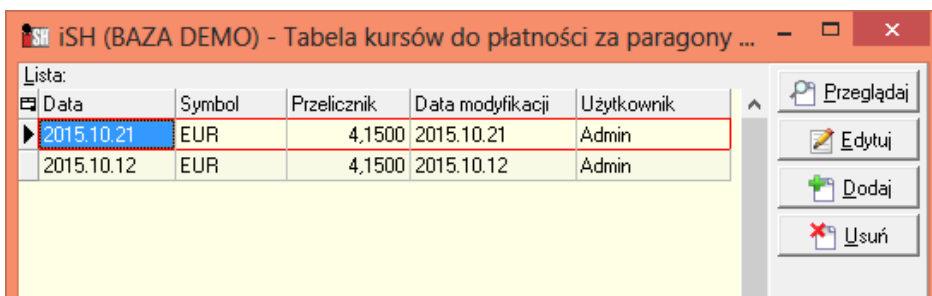 iSH (BAZA DEMO) - Tabela kursów do płatności za paragony ...
Lista:
Data Symbol Przelicznik Data modyfikacji Użytkownik
2015.10.21 EUR 4,1500 2015.10.21 Admin
2015.10.12 EUR 4,1500 2015.10.12 Admin
Przeglądaj
Edytuj
Dodaj
Usuń